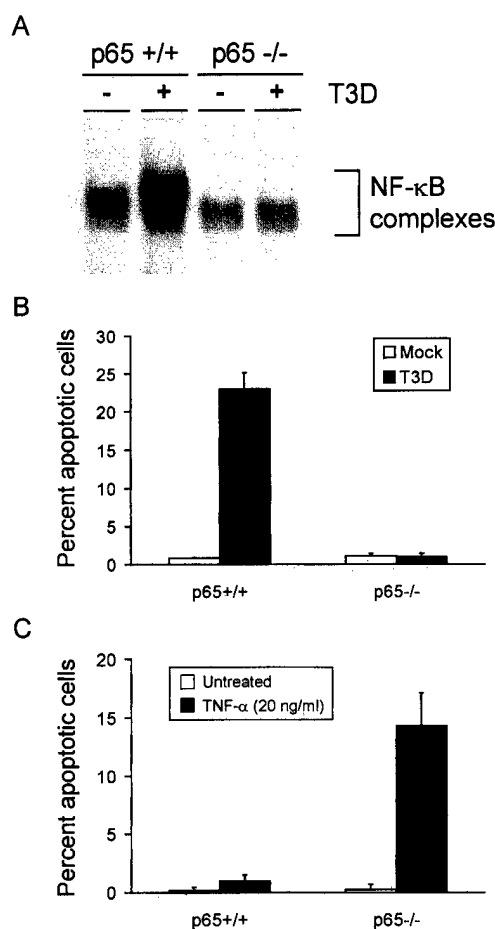 A
p65 +/+ p65 -/-
- + - + T3D
NF-κB
complexes
B
Percent apoptotic cells
30
25
20
15
10
5
0
Mock
T3D
p65+/+ p65-/-
C
Percent apoptotic cells
20
15
10
5
0
Untreated
TNF-α (20 ng/ml)
p65+/+ p65-/-